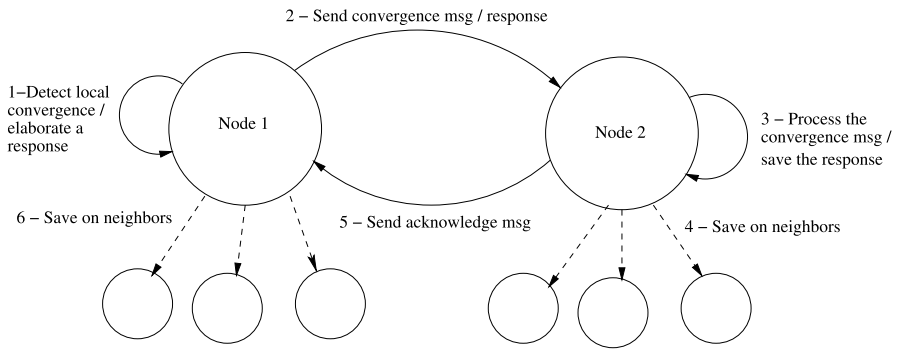 2 − Send convergence msg / response
1−Detect local
convergence /
elaborate a
response
Node 1
Node 2
3 − Process the
convergence msg /
save the response
6 − Save on neighbors
5 − Send acknowledge msg
4 − Save on neighbors